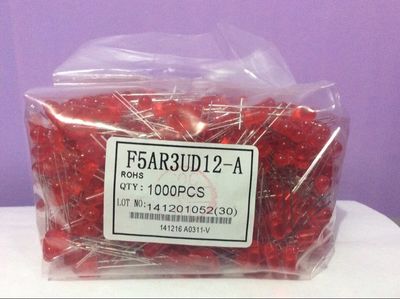 F5AR3UD12-A
ROHS
QTY: 1000PCS
LOT NO: 141201052(30)
141216 A0311-V